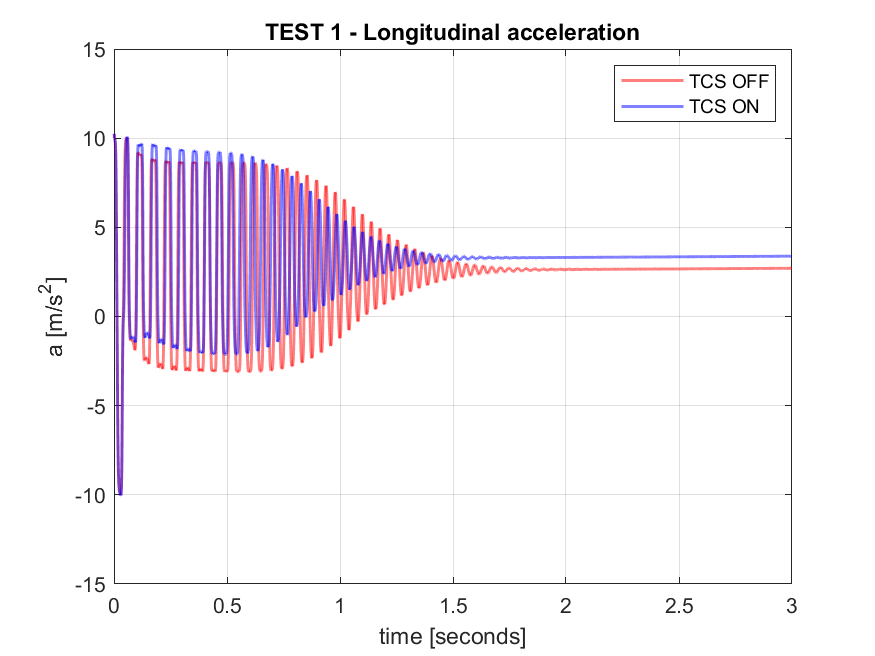 TEST 1 - Longitudinal acceleration
15
10
5
0
-5
-10
-15
a [m/s²]
TCS OFF
TCS ON
0 0.5 1 1.5 2 2.5 3
time [seconds]